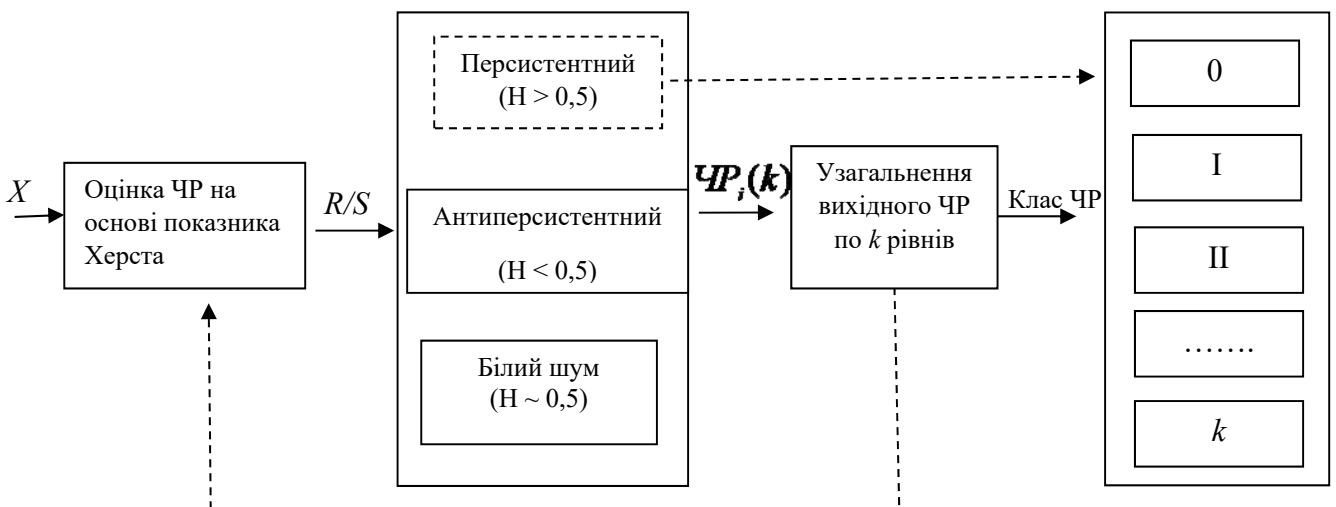 X
Оцінка ЧР на
основі показника
Херста
R/S
Персистентний
(H > 0,5)
Антиперсистентний
(H < 0,5)
Білий шум
(H ~ 0,5)
ЧР_i(k)
Узагальнення
вихідного ЧР
по k рівнів
Клас ЧР
0
I
II
…….
k